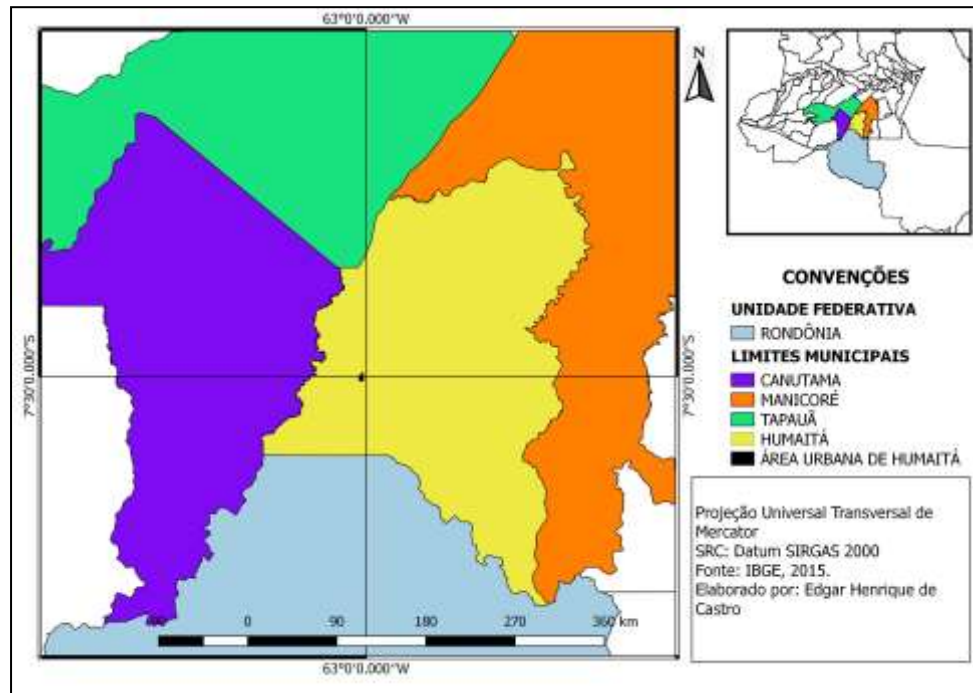 63°0'0.000"W
N
7°30'0.000"S
7°30'0.000"S
CONVENÇÕES
UNIDADE FEDERATIVA
RONDÔNIA
LIMITES MUNICIPAIS
CANUTAMA
MANICORÉ
TAPAUÃ
HUMAITÁ
ÁREA URBANA DE HUMAITÁ
Projeção Universal Transversal de
Mercator
SRC: Datum SIRGAS 2000
Fonte: IBGE, 2015.
Elaborado por: Edgar Henrique de
Castro
0 90 180 270 360 km
63°0'0.000"W